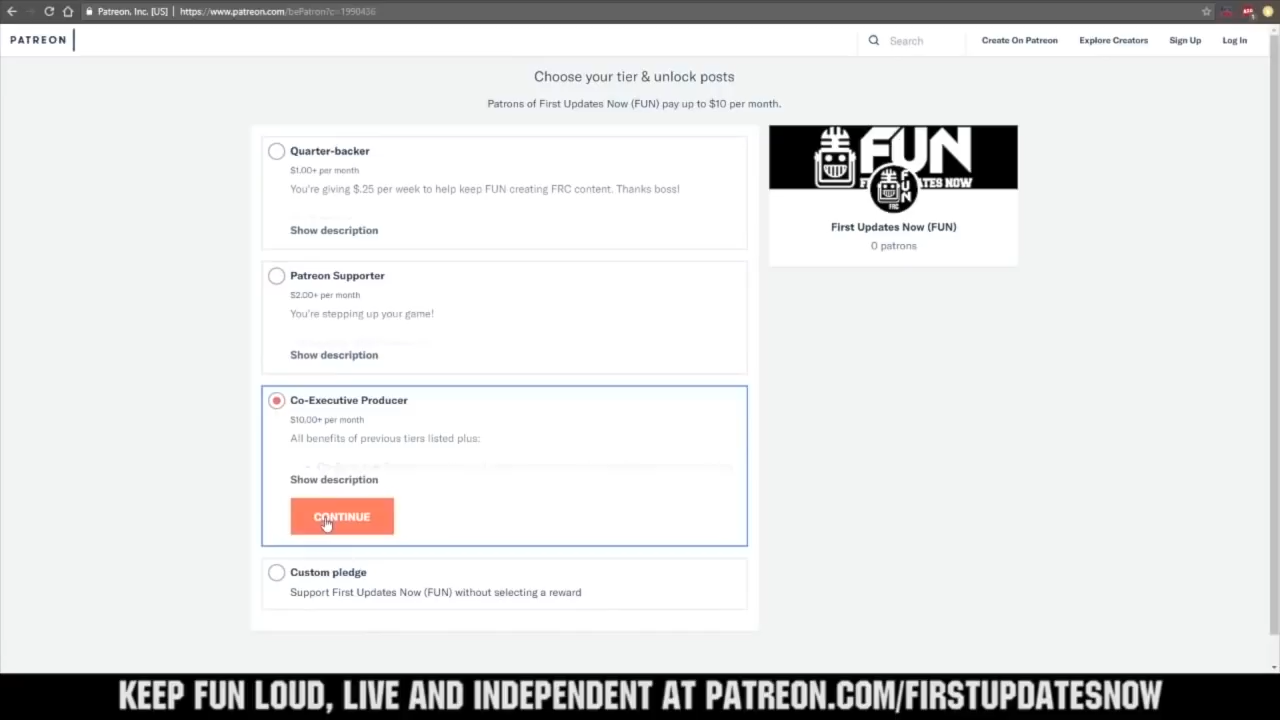 Patreon, Inc. [US] | https://www.patreon.com/bePatron?c=1990436
PATREON
Search
Create On Patreon
Explore Creators
Sign Up
Log In
Choose your tier & unlock posts
Patrons of First Updates Now (FUN) pay up to $10 per month.
Quarter-backer
$1.00+ per month
You're giving $.25 per week to help keep FUN creating FRC content. Thanks boss!
Show description
Patreon Supporter
$2.00+ per month
You're stepping up your game!
Show description
Co-Executive Producer
$10.00+ per month
All benefits of previous tiers listed plus:
Show description
CONTINUE
Custom pledge
Support First Updates Now (FUN) without selecting a reward
FUN
FUN
FRC
First Updates Now (FUN)
0 patrons
KEEP FUN LOUD, LIVE AND INDEPENDENT AT PATREON.COM/FIRSTUPDATESNOW